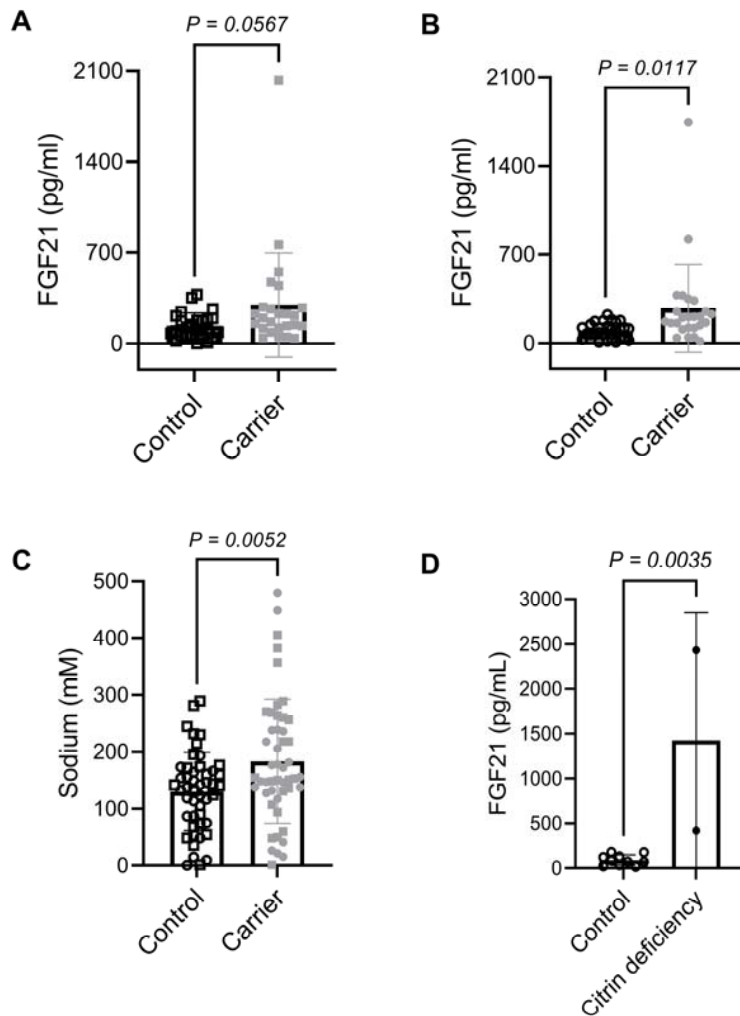 A
P = 0.0567
FGF21 (pg/ml)
2100
1400
700
0
Control
Carrier
B
P = 0.0117
FGF21 (pg/ml)
2100
1400
700
0
Control
Carrier
C
P = 0.0052
Sodium (mM)
500
400
300
200
100
0
Control
Carrier
D
P = 0.0035
FGF21 (pg/mL)
3000
2500
2000
1500
1000
500
0
Control
Citrin deficiency